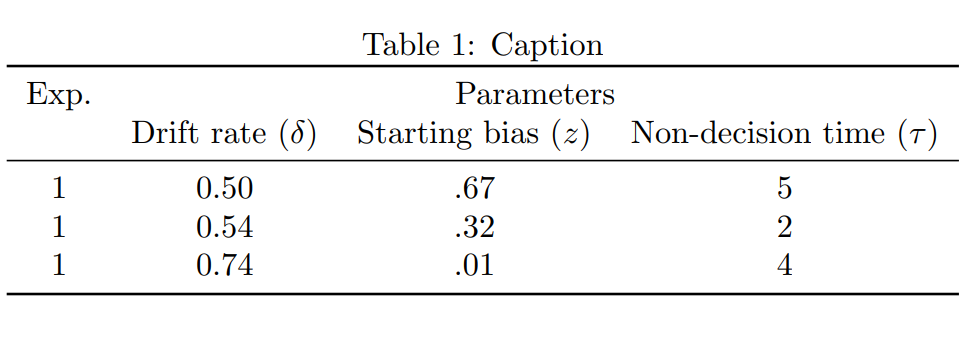 Table 1: Caption
Exp. Parameters
Drift rate (δ) Starting bias (z) Non-decision time (τ)
1 0.50 .67 5
1 0.54 .32 2
1 0.74 .01 4